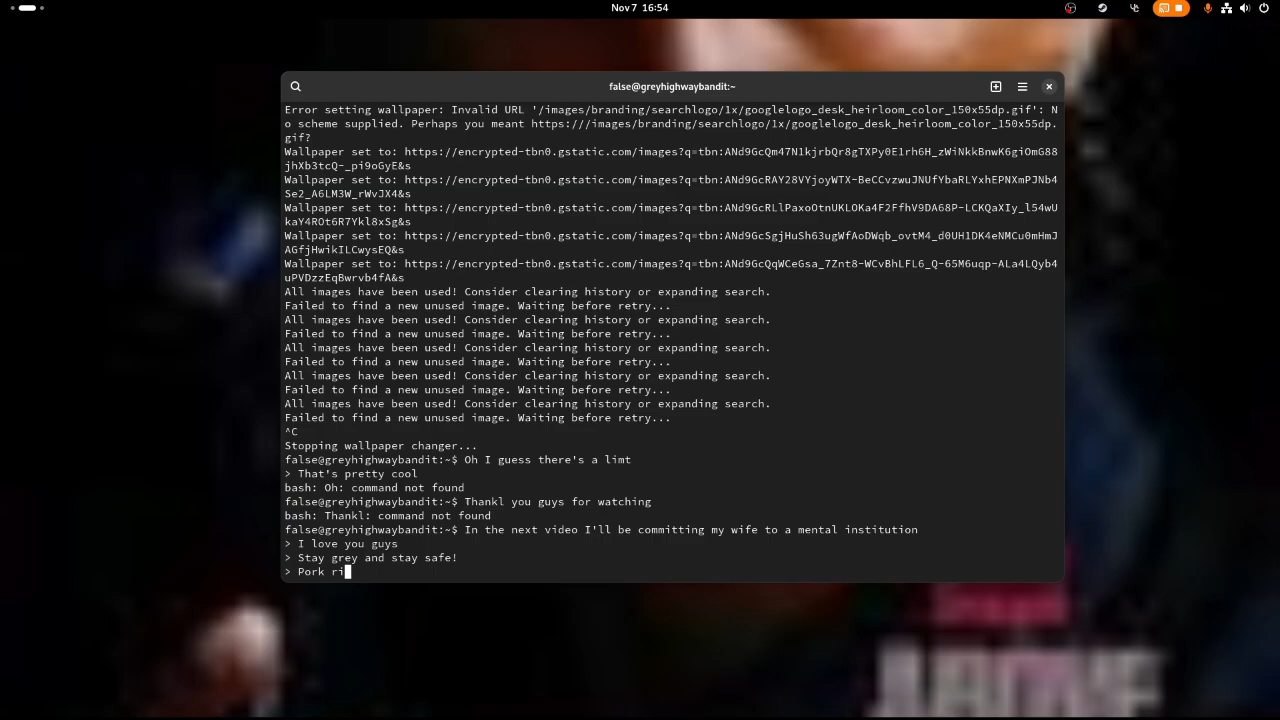 Nov 7 16:54
false@greyhighwaybandit:~
Error setting wallpaper: Invalid URL '/images/branding/searchlogo/1x/googlelogo_desk_heirloom_color_150x55dp.gif': N
o scheme supplied. Perhaps you meant https:///images/branding/searchlogo/1x/googlelogo_desk_heirloom_color_150x55dp.
gif?
Wallpaper set to: https://encrypted-tbn0.gstatic.com/images?q=tbn:ANd9GcQm47N1kjrbQr8gTXPy0E1rh6H_zWiNkkBnwK6giOmG88
jhXb3tcQ-_pi9oGyE&s
Wallpaper set to: https://encrypted-tbn0.gstatic.com/images?q=tbn:ANd9GcRAY28VYjoyWTX-BeCCvzwuJNUfYbaRLYxhEPNXmPJNb4
Se2_A6LM3W_rWvJX4&s
Wallpaper set to: https://encrypted-tbn0.gstatic.com/images?q=tbn:ANd9GcRLlPaxoOtnUKLOKa4F2FfhV9DA68P-LCKQaXIy_l54wU
kaY4ROt6R7Ykl8xSg&s
Wallpaper set to: https://encrypted-tbn0.gstatic.com/images?q=tbn:ANd9GcSgjHuSh63ugWfAoDWqb_ovtM4_d0UH1DK4eNMCu0mHmJ
AGfjHwikILCwysEQ&s
Wallpaper set to: https://encrypted-tbn0.gstatic.com/images?q=tbn:ANd9GcQqWCeGsa_7Znt8-WCvBhLFL6_Q-65M6uqp-ALa4LQyb4
uPVDzzEqBwrvb4fA&s
All images have been used! Consider clearing history or expanding search.
Failed to find a new unused image. Waiting before retry...
All images have been used! Consider clearing history or expanding search.
Failed to find a new unused image. Waiting before retry...
All images have been used! Consider clearing history or expanding search.
Failed to find a new unused image. Waiting before retry...
All images have been used! Consider clearing history or expanding search.
Failed to find a new unused image. Waiting before retry...
All images have been used! Consider clearing history or expanding search.
Failed to find a new unused image. Waiting before retry...
^C
Stopping wallpaper changer...
false@greyhighwaybandit:~$ Oh I guess there's a limt
> That's pretty cool
bash: Oh: command not found
false@greyhighwaybandit:~$ Thankl you guys for watching
bash: Thankl: command not found
false@greyhighwaybandit:~$ In the next video I'll be committing my wife to a mental institution
> I love you guys
> Stay grey and stay safe!
> Pork ri